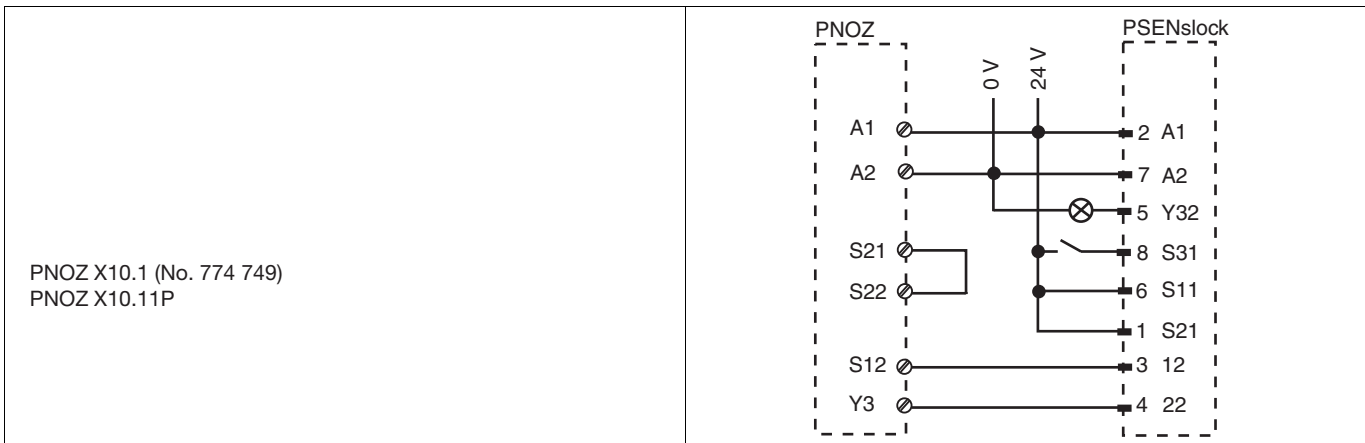 PNOZ X10.1 (No. 774 749)
PNOZ X10.11P
PNOZ
PSENslock
0 V
24 V
A1
2 A1
A2
7 A2
5 Y32
S21
8 S31
S22
6 S11
1 S21
S12
3 12
Y3
4 22